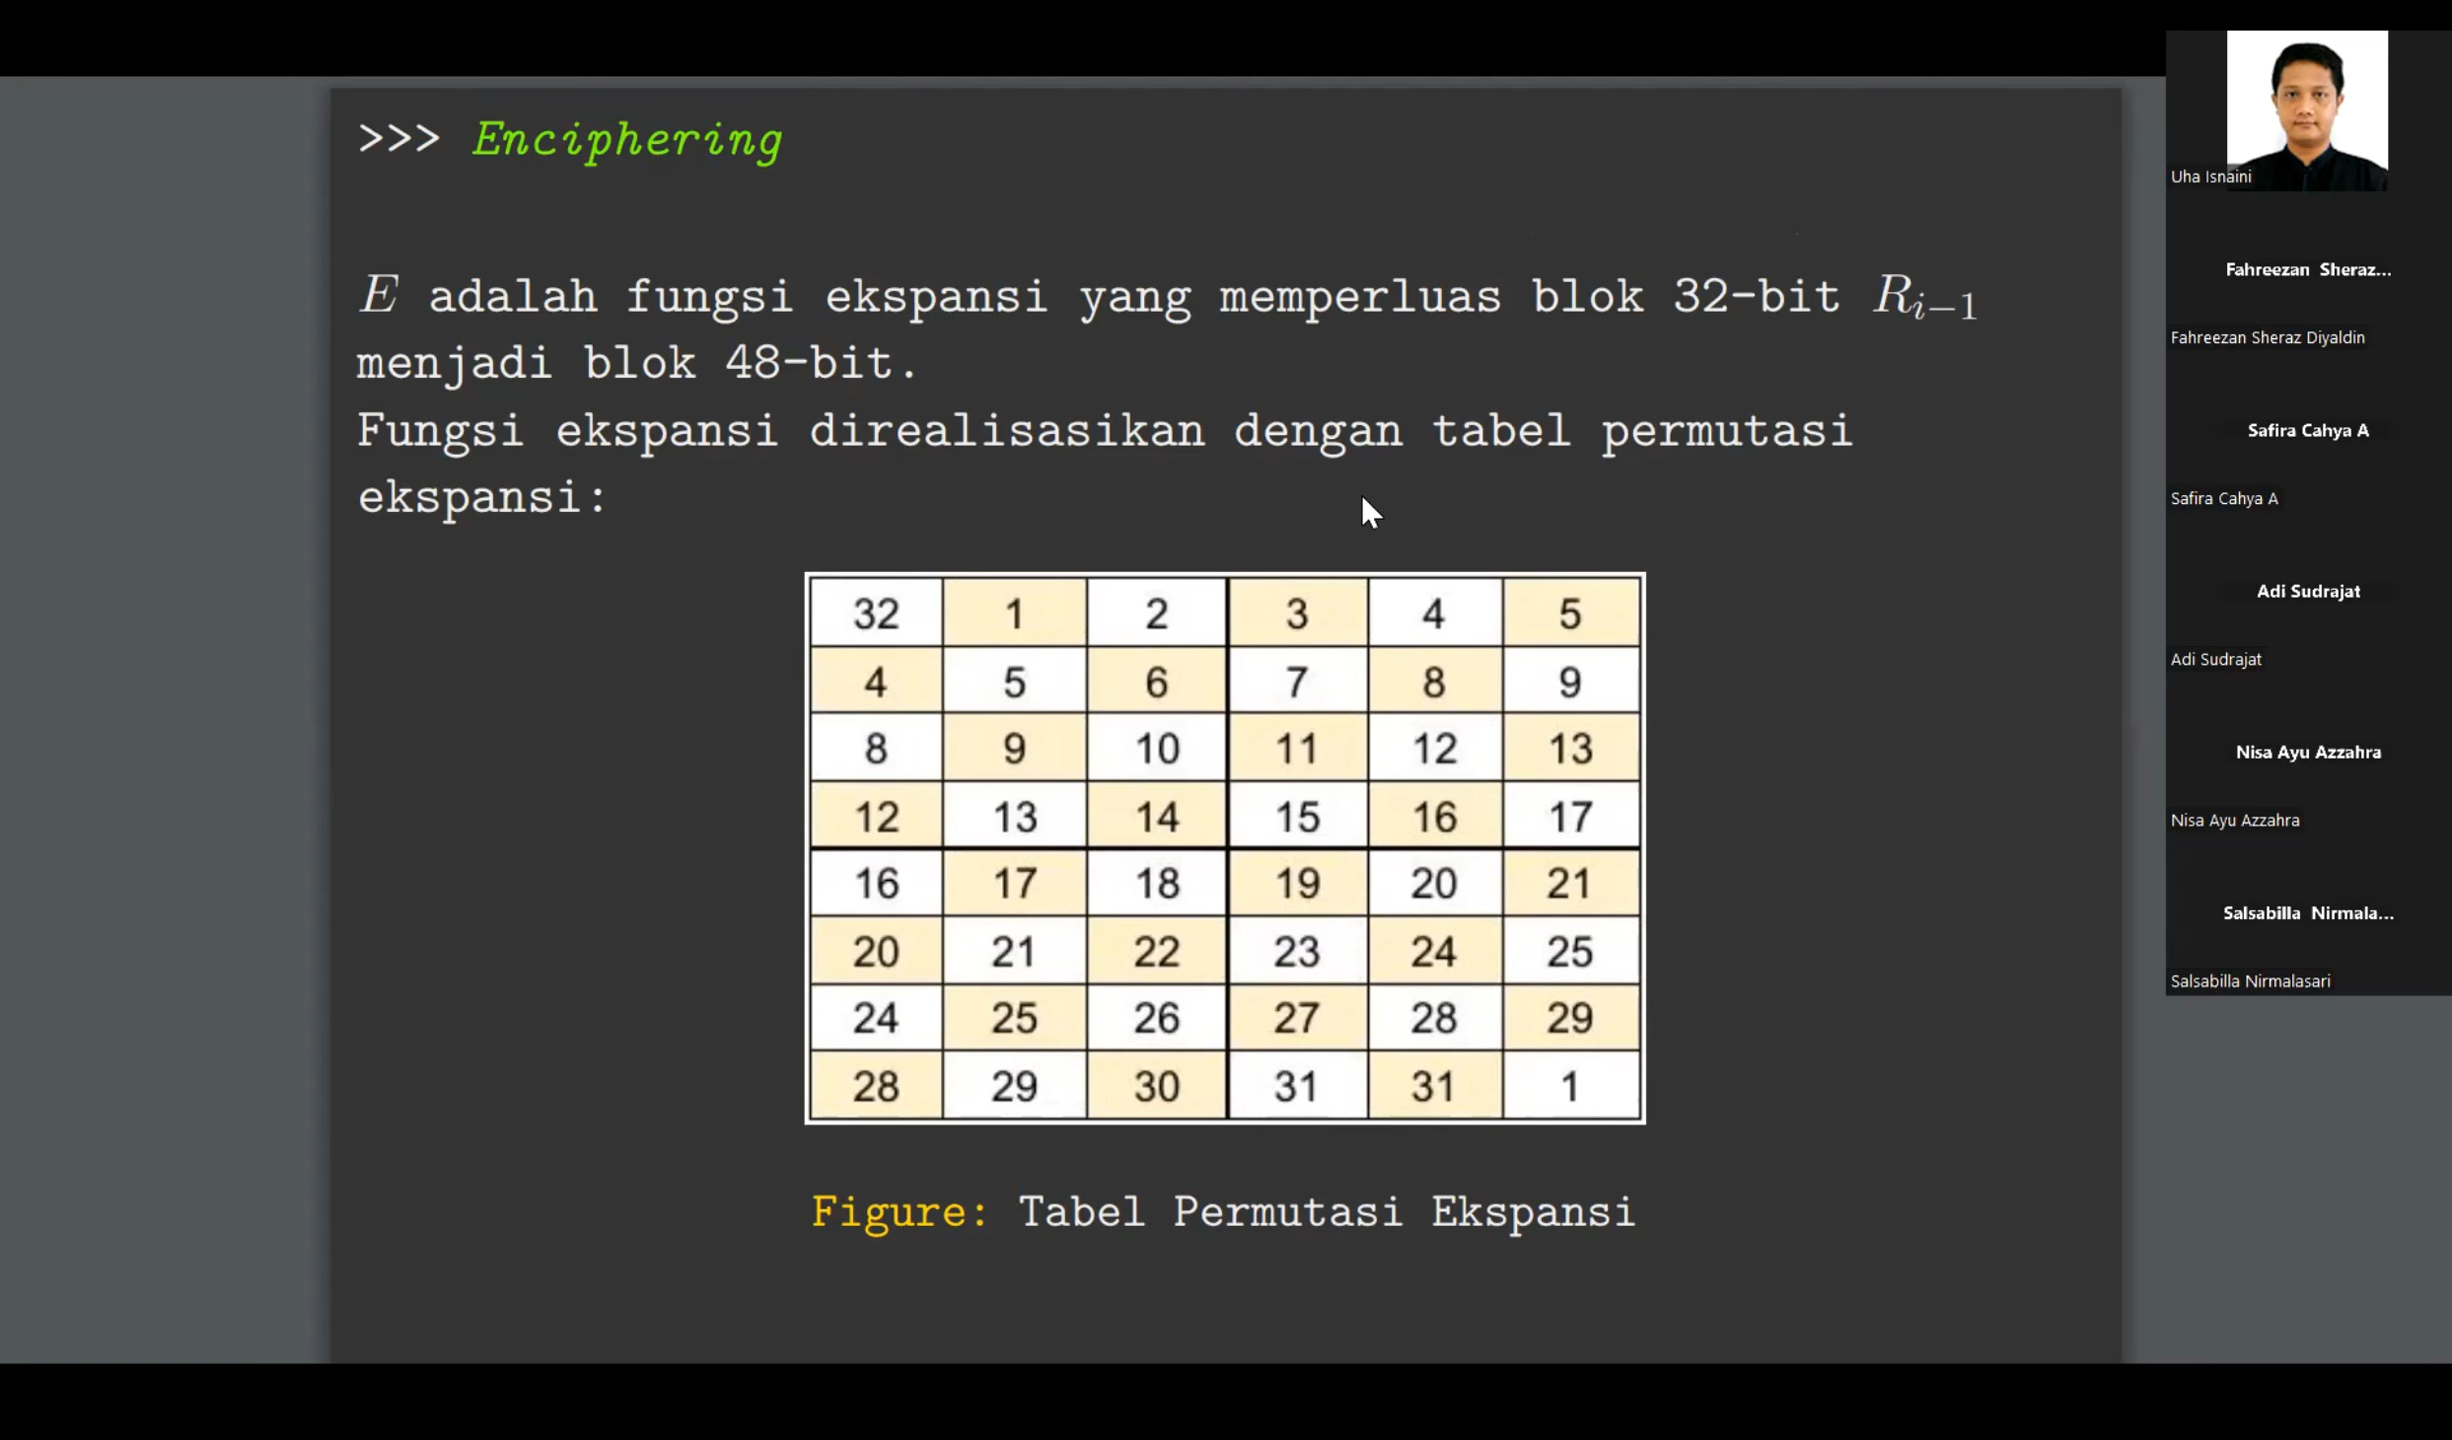 >>> Enciphering
E adalah fungsi ekspansi yang memperluas blok 32-bit R_{i−1}
menjadi blok 48-bit.
Fungsi ekspansi direalisasikan dengan tabel permutasi
ekspansi:
32 1 2 3 4 5
4 5 6 7 8 9
8 9 10 11 12 13
12 13 14 15 16 17
16 17 18 19 20 21
20 21 22 23 24 25
24 25 26 27 28 29
28 29 30 31 31 1
Figure: Tabel Permutasi Ekspansi
Uha Isnaini
Fahreezan Sheraz...
Fahreezan Sheraz Diyaldin
Safira Cahya A
Safira Cahya A
Adi Sudrajat
Adi Sudrajat
Nisa Ayu Azzahra
Nisa Ayu Azzahra
Salsabilla Nirmala...
Salsabilla Nirmalasari